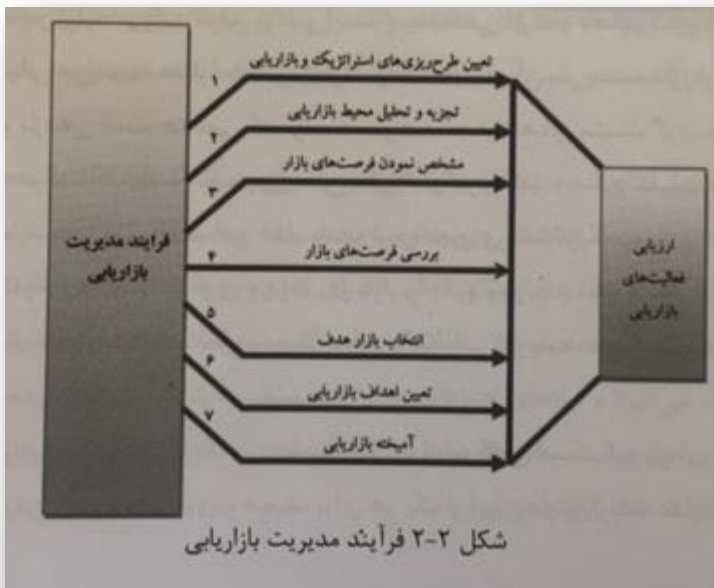 فرایند مدیریت
بازاریابی
۱
تعیین طرح‌ریزی‌های استراتژیک و بازاریابی
۲
تجزیه و تحلیل محیط بازاریابی
۳
مشخص نمودن فرصت‌های بازار
۴
بررسی فرصت‌های بازار
۵
انتخاب بازار هدف
۶
تعیین اهداف بازاریابی
۷
آمیخته بازاریابی
ارزیابی
فعالیت‌های
بازاریابی
شکل ۲-۲ فرآیند مدیریت بازاریابی